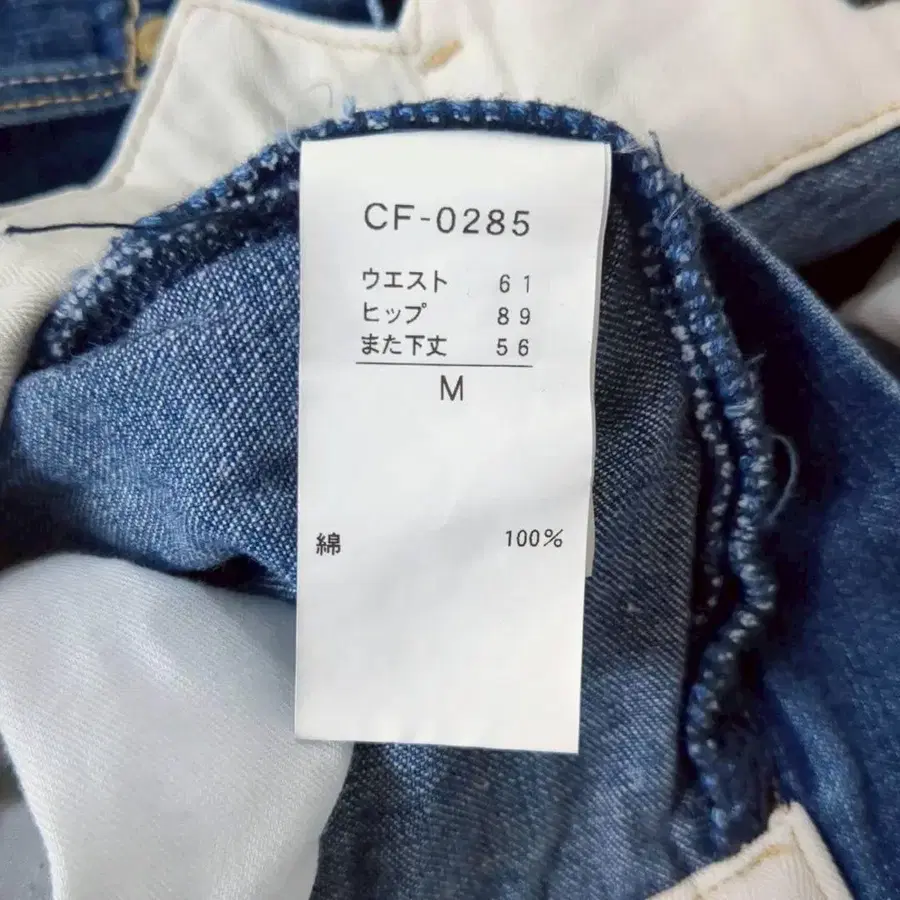 CF-0285
ウエスト 61
ヒップ 89
また下丈 56
M
綿 100%